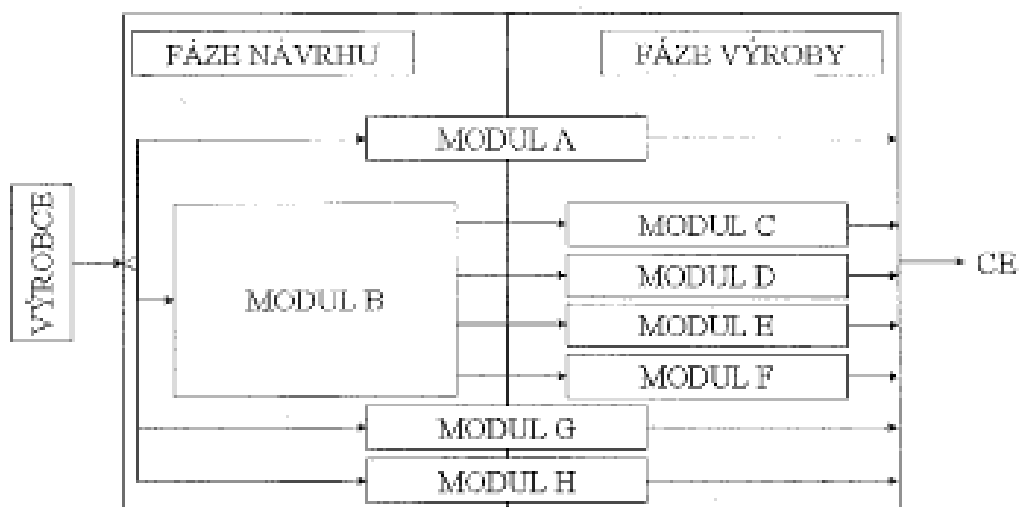 FÁZE NÁVRHU
FÁZE VÝROBY
MODUL A
VÝROBCE
MODUL B
MODUL C
MODUL D
MODUL E
MODUL F
CE
MODUL G
MODUL H